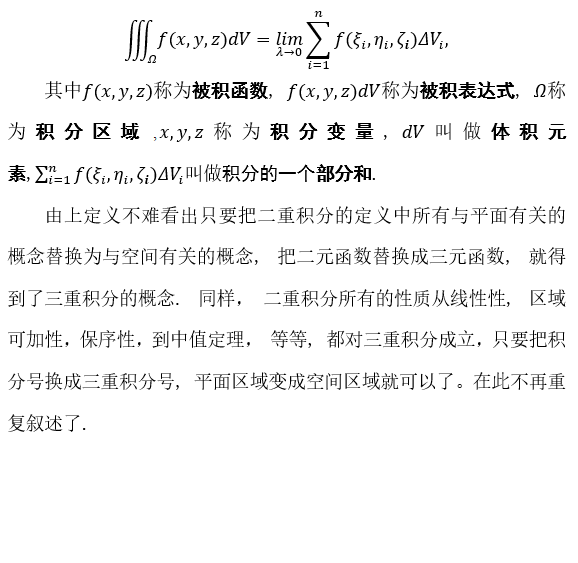 ∭_Ω f(x, y, z)dV = lim_{λ→0} ∑_{i=1}^{n} f(ξ_i, η_i, ζ_i)ΔV_i,
其中f(x, y, z)称为被积函数, f(x, y, z)dV称为被积表达式, Ω称
为积分区域,x, y, z称为积分变量, dV叫做体积元
素, ∑_{i=1}^{n} f(ξ_i, η_i, ζ_i)ΔV_i叫做积分的一个部分和.
由上定义不难看出只要把二重积分的定义中所有与平面有关的
概念替换为与空间有关的概念, 把二元函数替换成三元函数, 就得
到了三重积分的概念. 同样, 二重积分所有的性质从线性性, 区域
可加性, 保序性, 到中值定理, 等等, 都对三重积分成立, 只要把积
分号换成三重积分号, 平面区域变成空间区域就可以了。在此不再重
复叙述了.